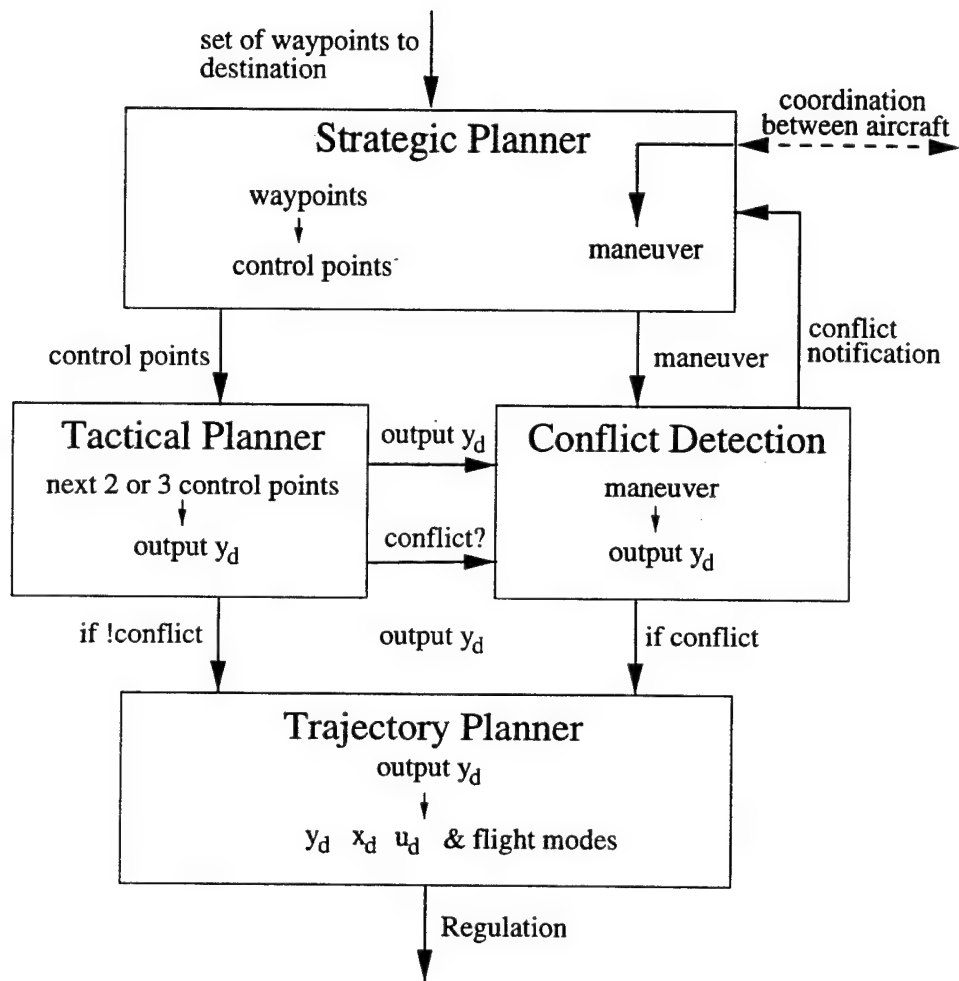 set of waypoints to
destination
coordination
between aircraft
Strategic Planner
waypoints
control points
maneuver
control points
maneuver
conflict
notification
Tactical Planner
next 2 or 3 control points
output y_d
output y_d
conflict?
Conflict Detection
maneuver
output y_d
if !conflict
output y_d
if conflict
Trajectory Planner
output y_d
y_d x_d u_d & flight modes
Regulation